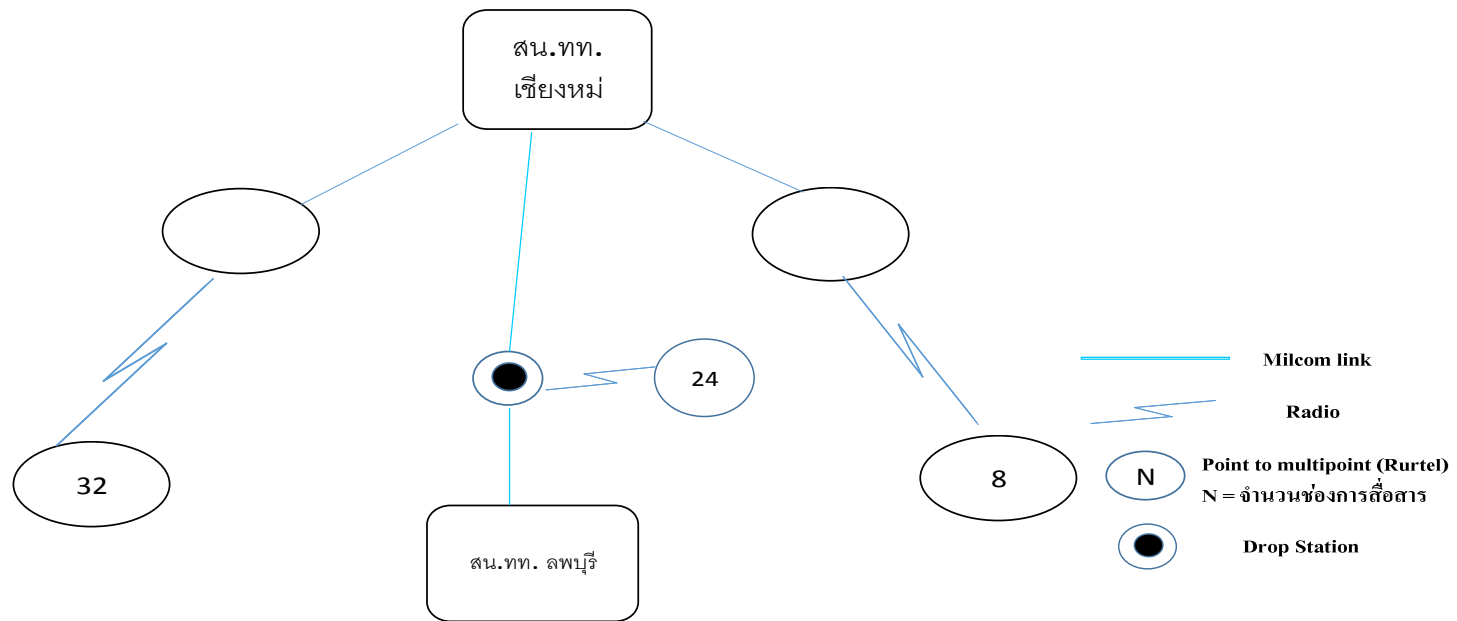 สน.ทท.
เชียงหม่
24
32
8
สน.ทท. ลพบุรี
Milcom link
Radio
N
Point to multipoint (Rurtel)
N = จำนวนช่องการสื่อสาร
Drop Station